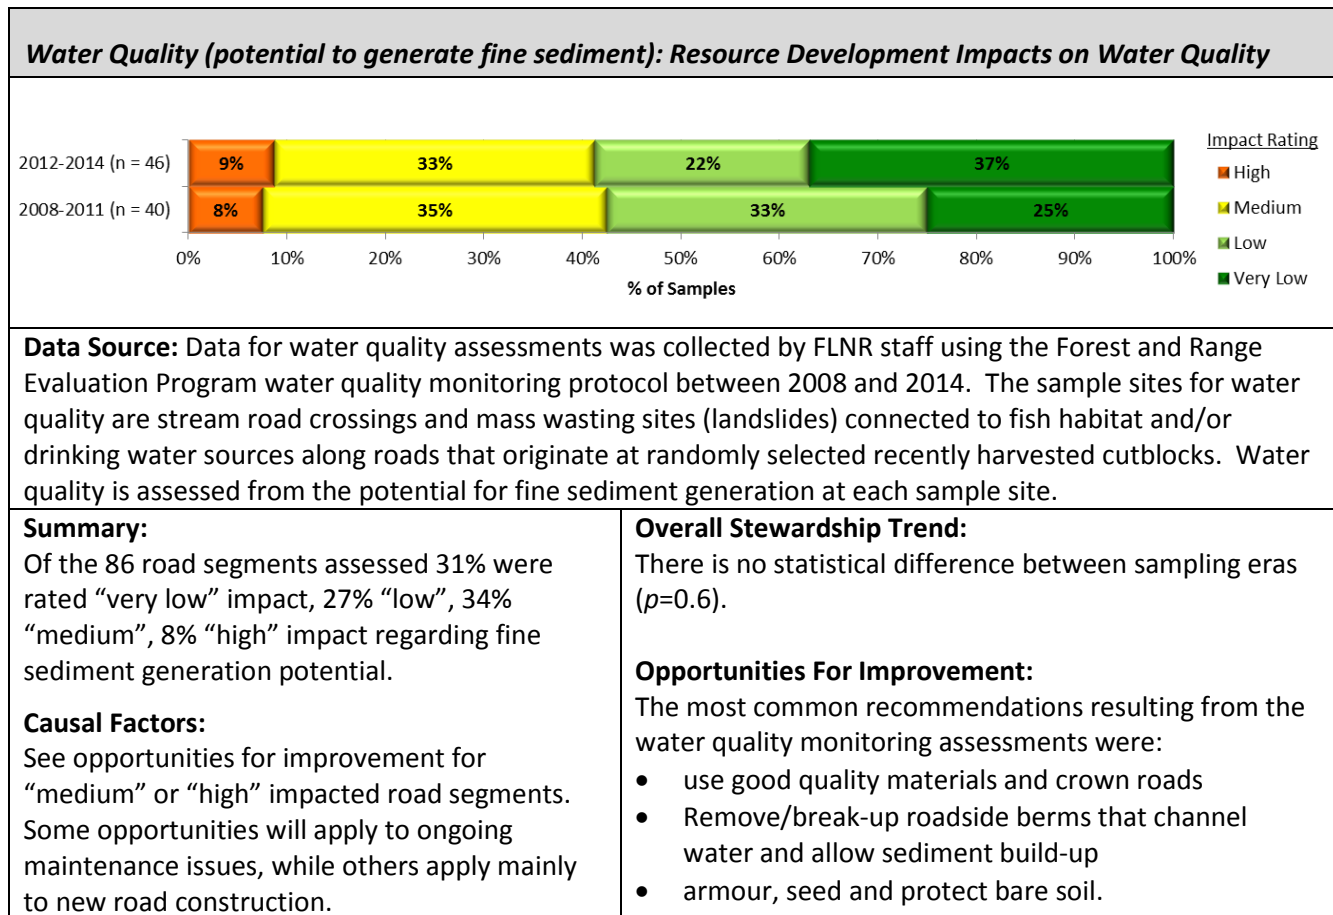 Water Quality (potential to generate fine sediment): Resource Development Impacts on Water Quality
Impact Rating
2012-2014 (n = 46)
9%
33%
22%
37%
High
2008-2011 (n = 40)
8%
35%
33%
25%
Medium
Low
Very Low
0%
10%
20%
30%
40%
50%
60%
70%
80%
90%
100%
% of Samples
Data Source: Data for water quality assessments was collected by FLNR staff using the Forest and Range
Evaluation Program water quality monitoring protocol between 2008 and 2014. The sample sites for water
quality are stream road crossings and mass wasting sites (landslides) connected to fish habitat and/or
drinking water sources along roads that originate at randomly selected recently harvested cutblocks. Water
quality is assessed from the potential for fine sediment generation at each sample site.
Summary:
Of the 86 road segments assessed 31% were
rated “very low” impact, 27% “low”, 34%
“medium”, 8% “high” impact regarding fine
sediment generation potential.
Causal Factors:
See opportunities for improvement for
“medium” or “high” impacted road segments.
Some opportunities will apply to ongoing
maintenance issues, while others apply mainly
to new road construction.
Overall Stewardship Trend:
There is no statistical difference between sampling eras
(p=0.6).
Opportunities For Improvement:
The most common recommendations resulting from the
water quality monitoring assessments were:
• use good quality materials and crown roads
• Remove/break-up roadside berms that channel
water and allow sediment build-up
• armour, seed and protect bare soil.